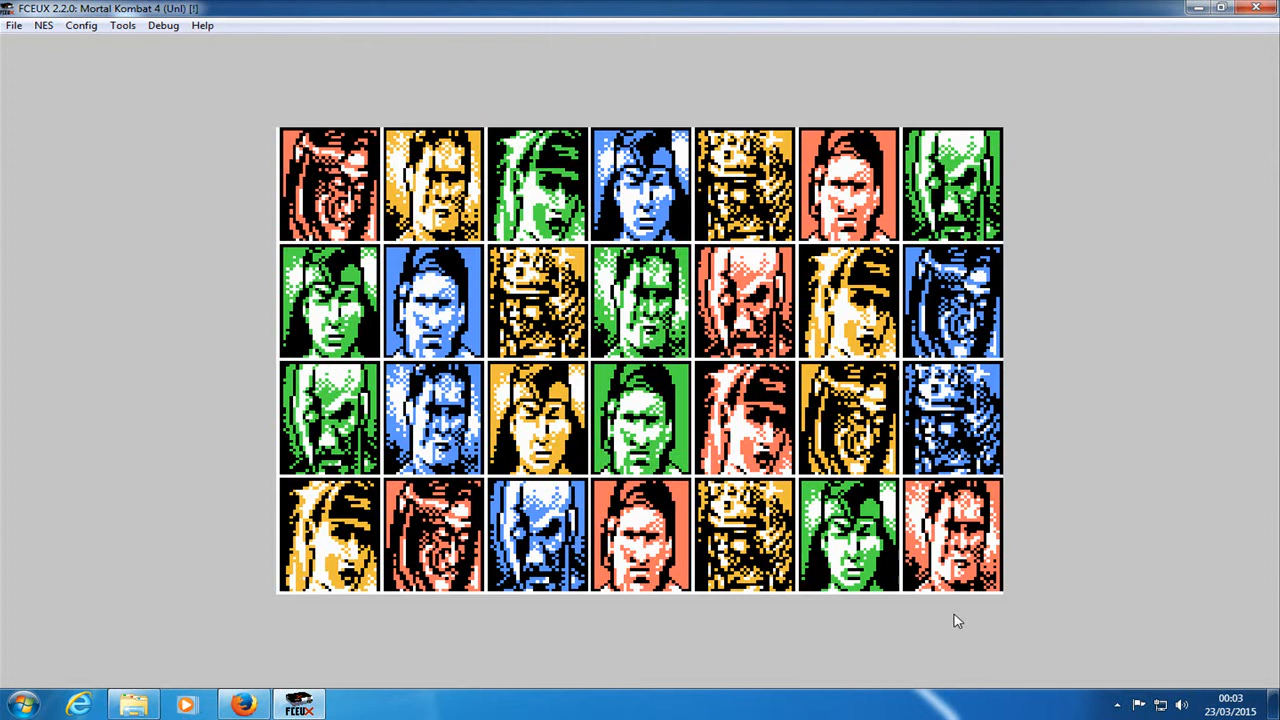 FCEUX 2.2.0: Mortal Kombat 4 (Unl) [!]
File NES Config Tools Debug Help
FCEUX
00:03
23/03/2015